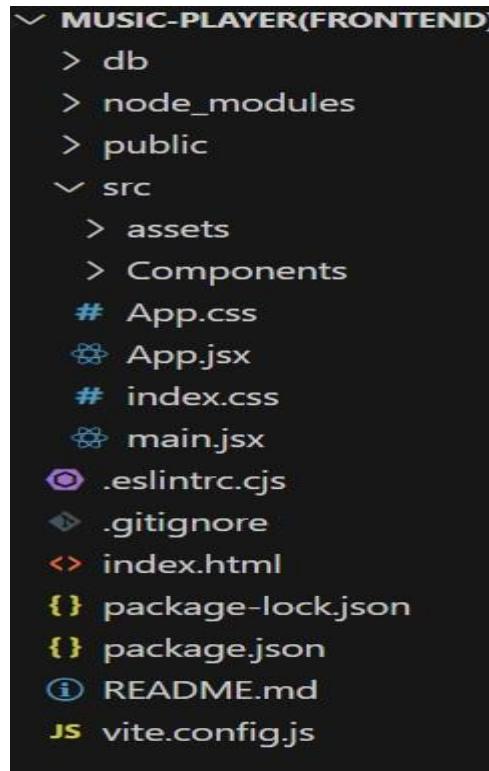 MUSIC-PLAYER(FRONTEND)
db
node_modules
public
src
assets
Components
# App.css
App.jsx
# index.css
main.jsx
.eslintrc.cjs
.gitignore
<> index.html
{} package-lock.json
{} package.json
README.md
JS vite.config.js